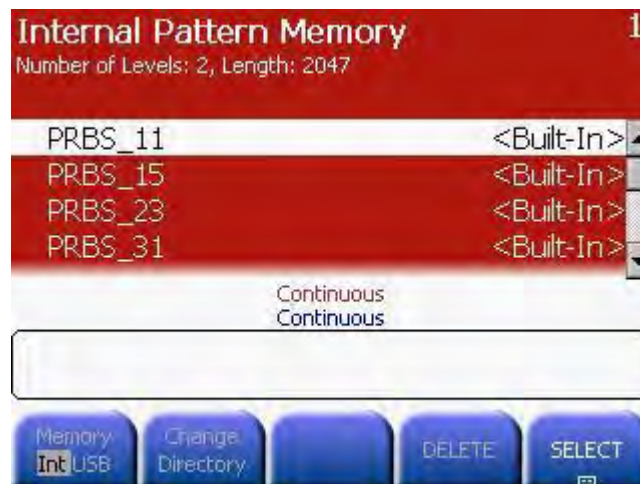 Internal Pattern Memory 1
Number of Levels: 2, Length: 2047
PRBS_11 <Built-In>
PRBS_15 <Built-In>
PRBS_23 <Built-In>
PRBS_31 <Built-In>
Continuous
Continuous
Memory Change DELETE SELECT
Int USB Directory